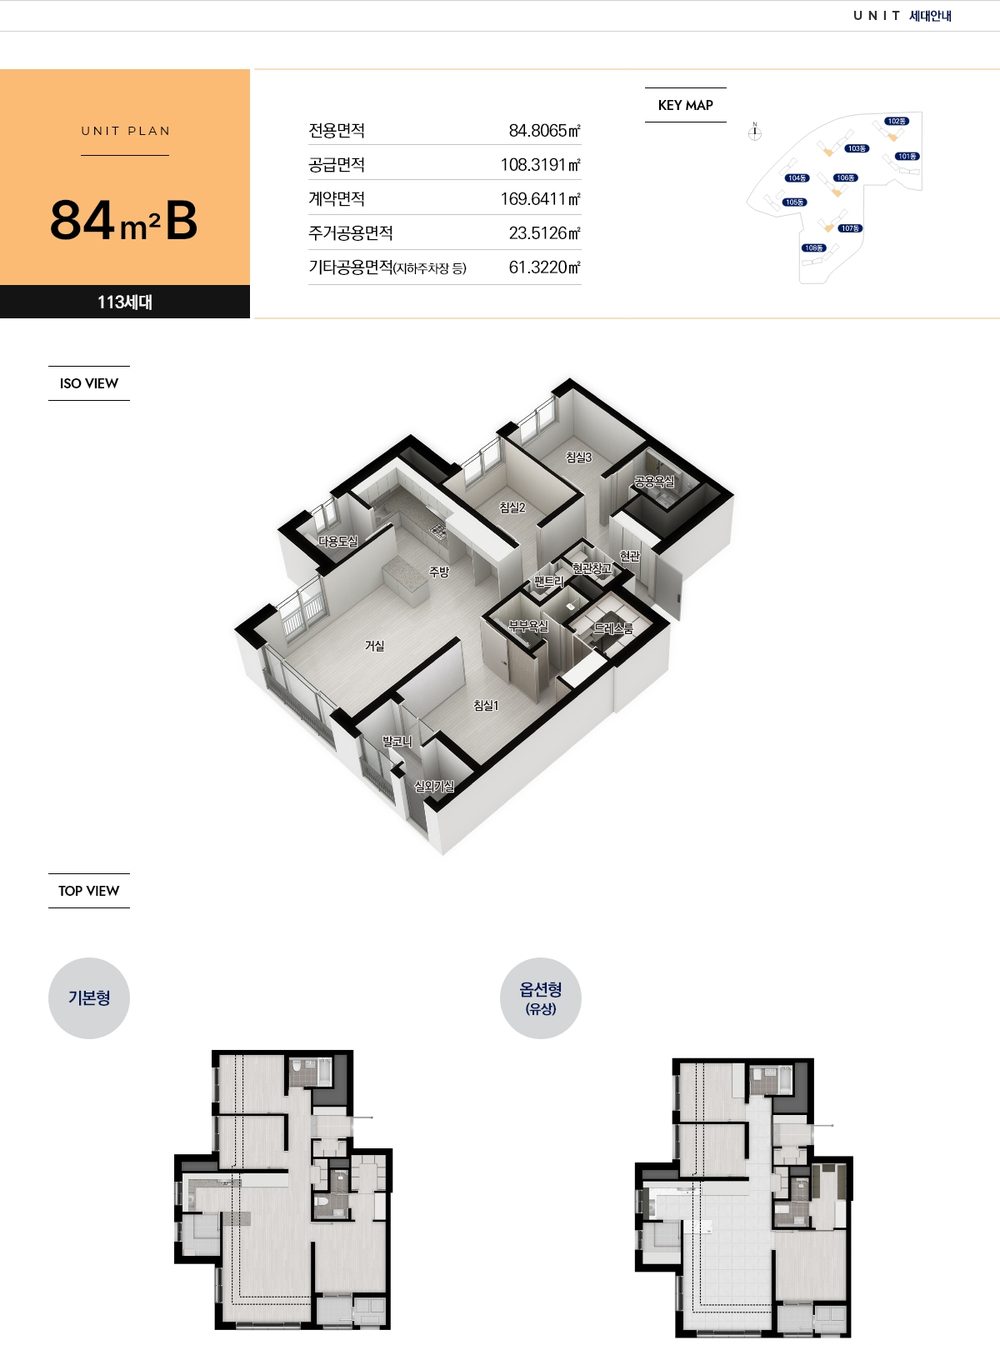 UNIT 세대안내
UNIT PLAN
84m²B
113세대
전용면적 84.8065㎡
공급면적 108.3191㎡
계약면적 169.6411㎡
주거공용면적 23.5126㎡
기타공용면적(지하주차장 등) 61.3220㎡
KEY MAP
N
102동
103동
101동
104동
106동
105동
107동
108동
ISO VIEW
침실3
공용욕실
침실2
다용도실
현관
주방
현관창고
팬트리
부부욕실
드레스룸
거실
침실1
발코니
실외기실
TOP VIEW
기본형
옵션형
(유상)